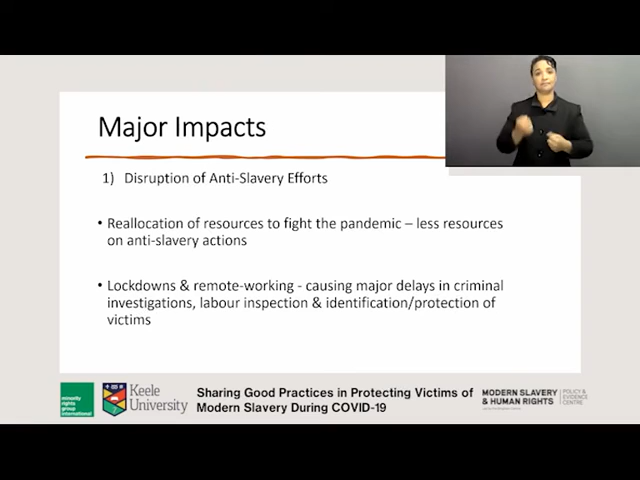 Major Impacts
1) Disruption of Anti-Slavery Efforts
• Reallocation of resources to fight the pandemic – less resources
on anti-slavery actions
• Lockdowns & remote-working - causing major delays in criminal
investigations, labour inspection & identification/protection of
victims
minority
rights
group
international
Keele
University
Sharing Good Practices in Protecting Victims of
Modern Slavery During COVID-19
MODERN SLAVERY
& HUMAN RIGHTS
POLICY &
EVIDENCE
CENTRE